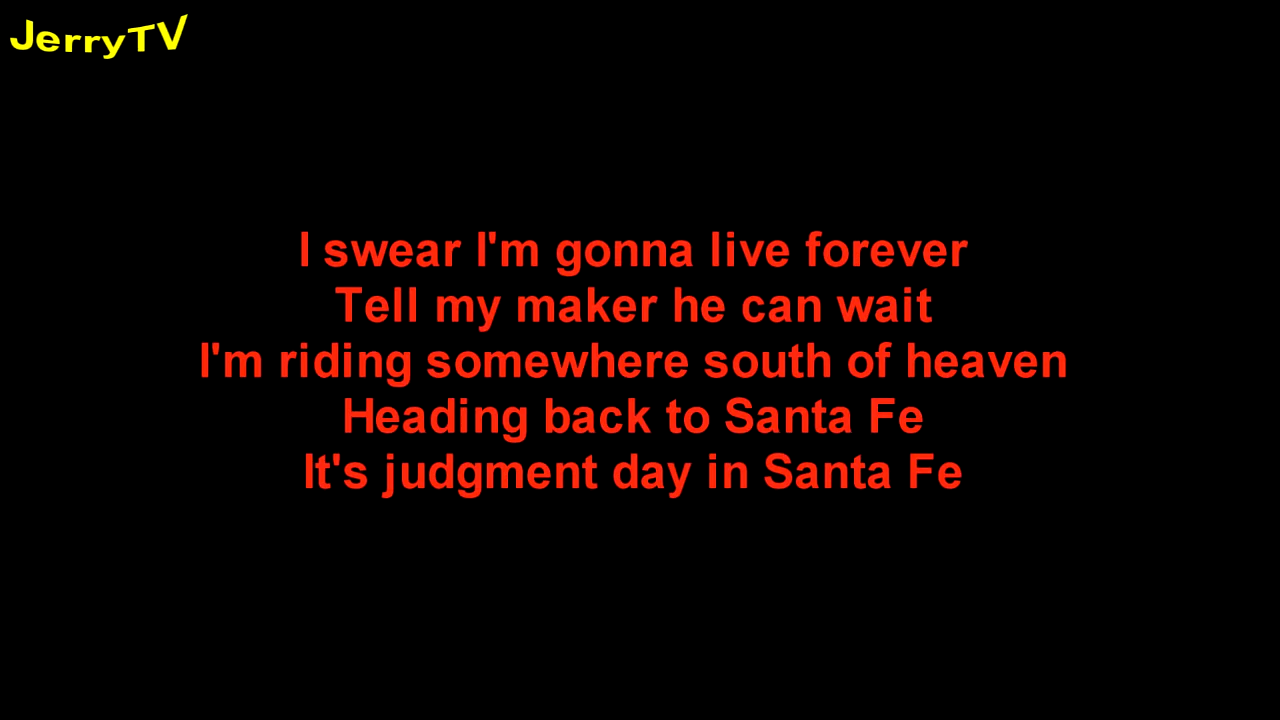 JerryTV
I swear I'm gonna live forever
Tell my maker he can wait
I'm riding somewhere south of heaven
Heading back to Santa Fe
It's judgment day in Santa Fe